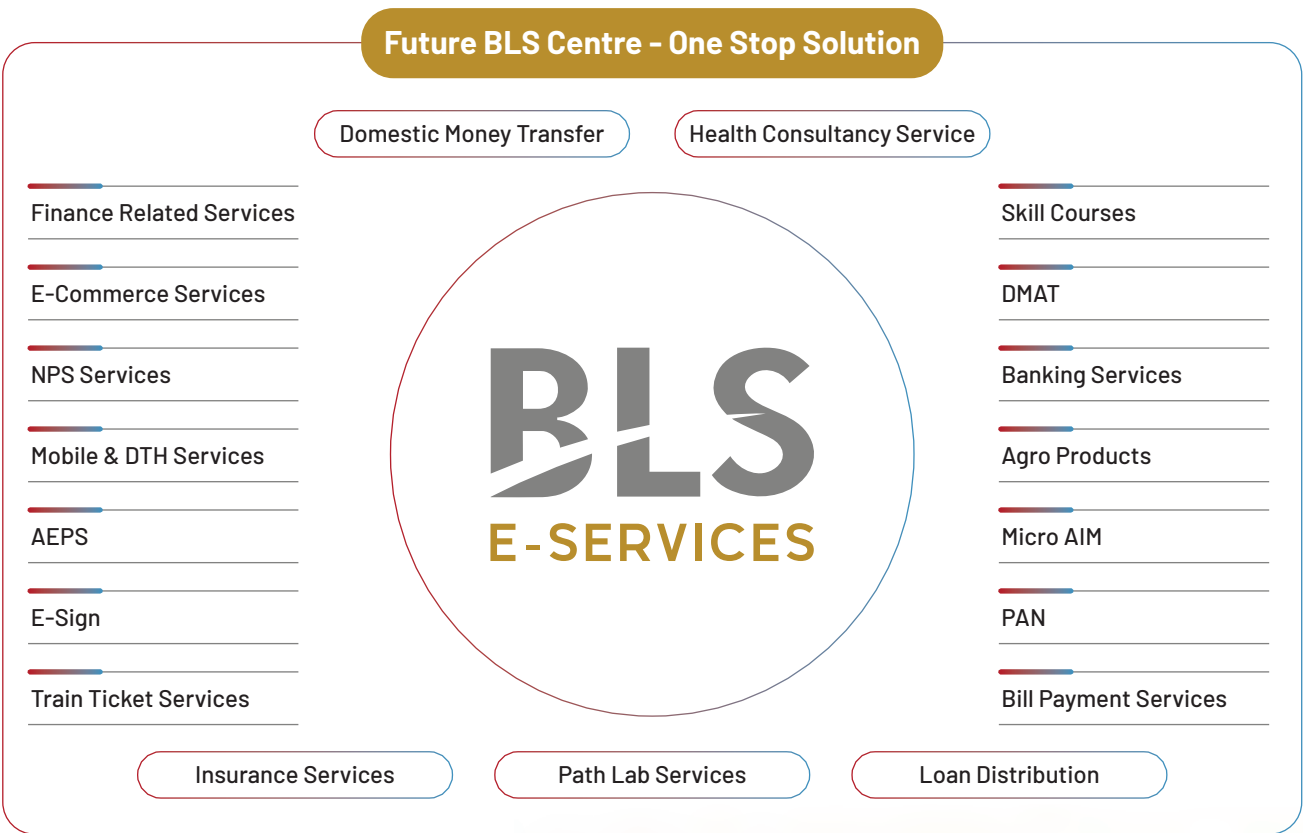 Future BLS Centre - One Stop Solution
Domestic Money Transfer
Health Consultancy Service
Finance Related Services
E-Commerce Services
NPS Services
Mobile & DTH Services
AEPS
E-Sign
Train Ticket Services
BLS
E-SERVICES
Skill Courses
DMAT
Banking Services
Agro Products
Micro AIM
PAN
Bill Payment Services
Insurance Services
Path Lab Services
Loan Distribution